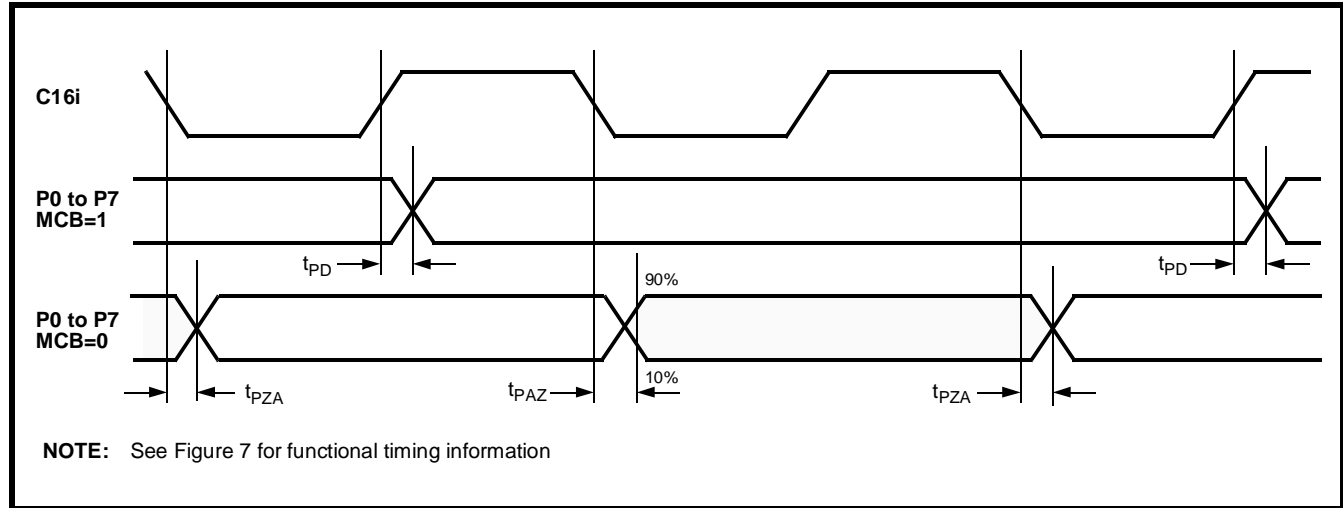 C16i
P0 to P7
MCB=1
tPD
tPD
P0 to P7
MCB=0
90%
10%
tPZA
tPAZ
tPZA
NOTE: See Figure 7 for functional timing information